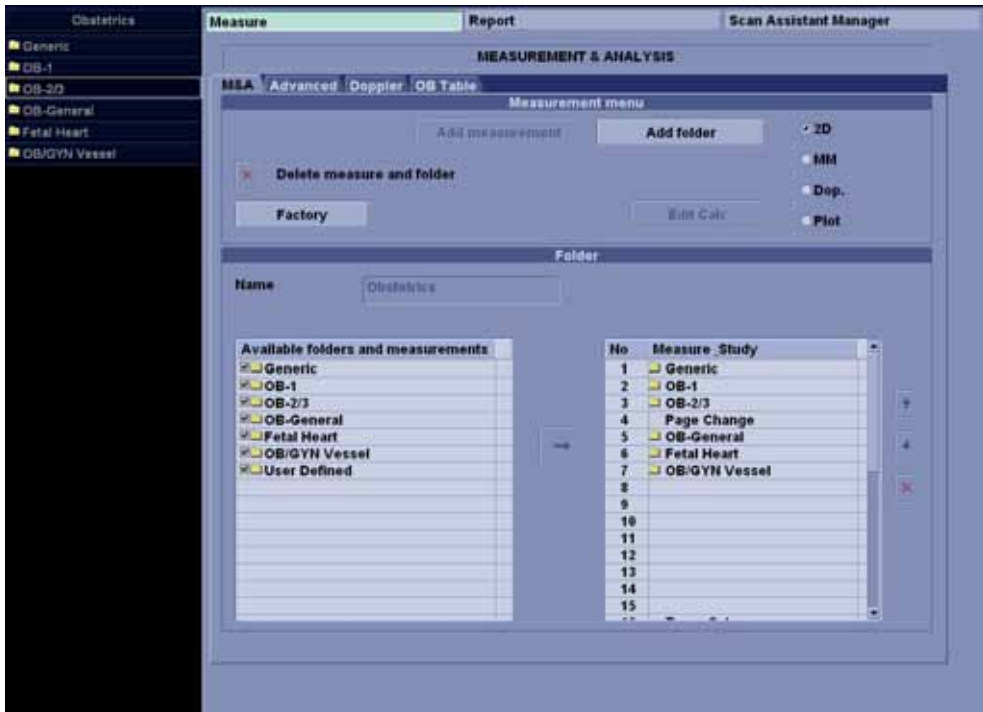 Obstetrics
Generic
OB-1
OB-2/3
OB-General
Fetal Heart
OB/GYN Vessel
Measure Report Scan Assistant Manager
MEASUREMENT & ANALYSIS
M&A Advanced Doppler OB Table
Measurement menu
Add measurement Add folder 2D
MM
Delete measure and folder
Dop.
Factory Edit Calc
Plot
Folder
Name Obstetrics
Available folders and measurements No Measure_Study
Generic 1 Generic
OB-1 2 OB-1
OB-2/3 3 OB-2/3
OB-General 4 Page Change
Fetal Heart 5 OB-General
OB/GYN Vessel 6 Fetal Heart
User Defined 7 OB/GYN Vessel
8
9
10
11
12
13
14
15